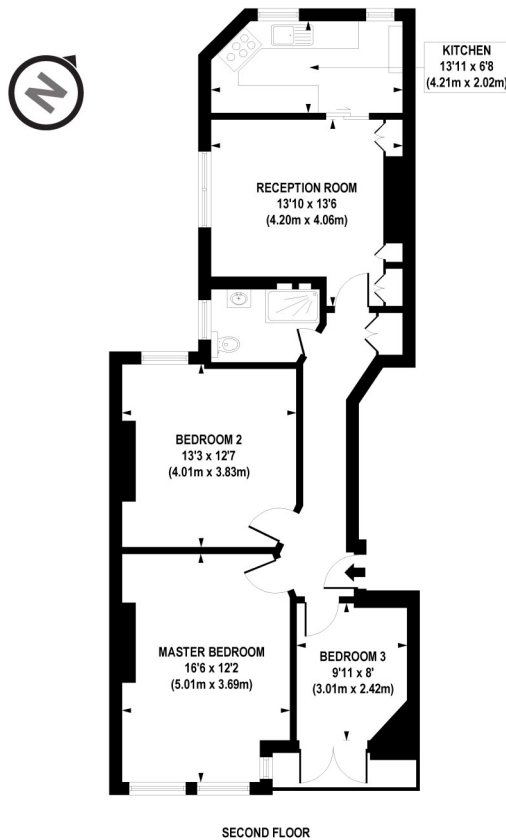 N
KITCHEN
13'11 x 6'8
(4.21m x 2.02m)
RECEPTION ROOM
13'10 x 13'6
(4.20m x 4.06m)
BEDROOM 2
13'3 x 12'7
(4.01m x 3.83m)
MASTER BEDROOM
16'6 x 12'2
(5.01m x 3.69m)
BEDROOM 3
9'11 x 8'
(3.01m x 2.42m)
SECOND FLOOR